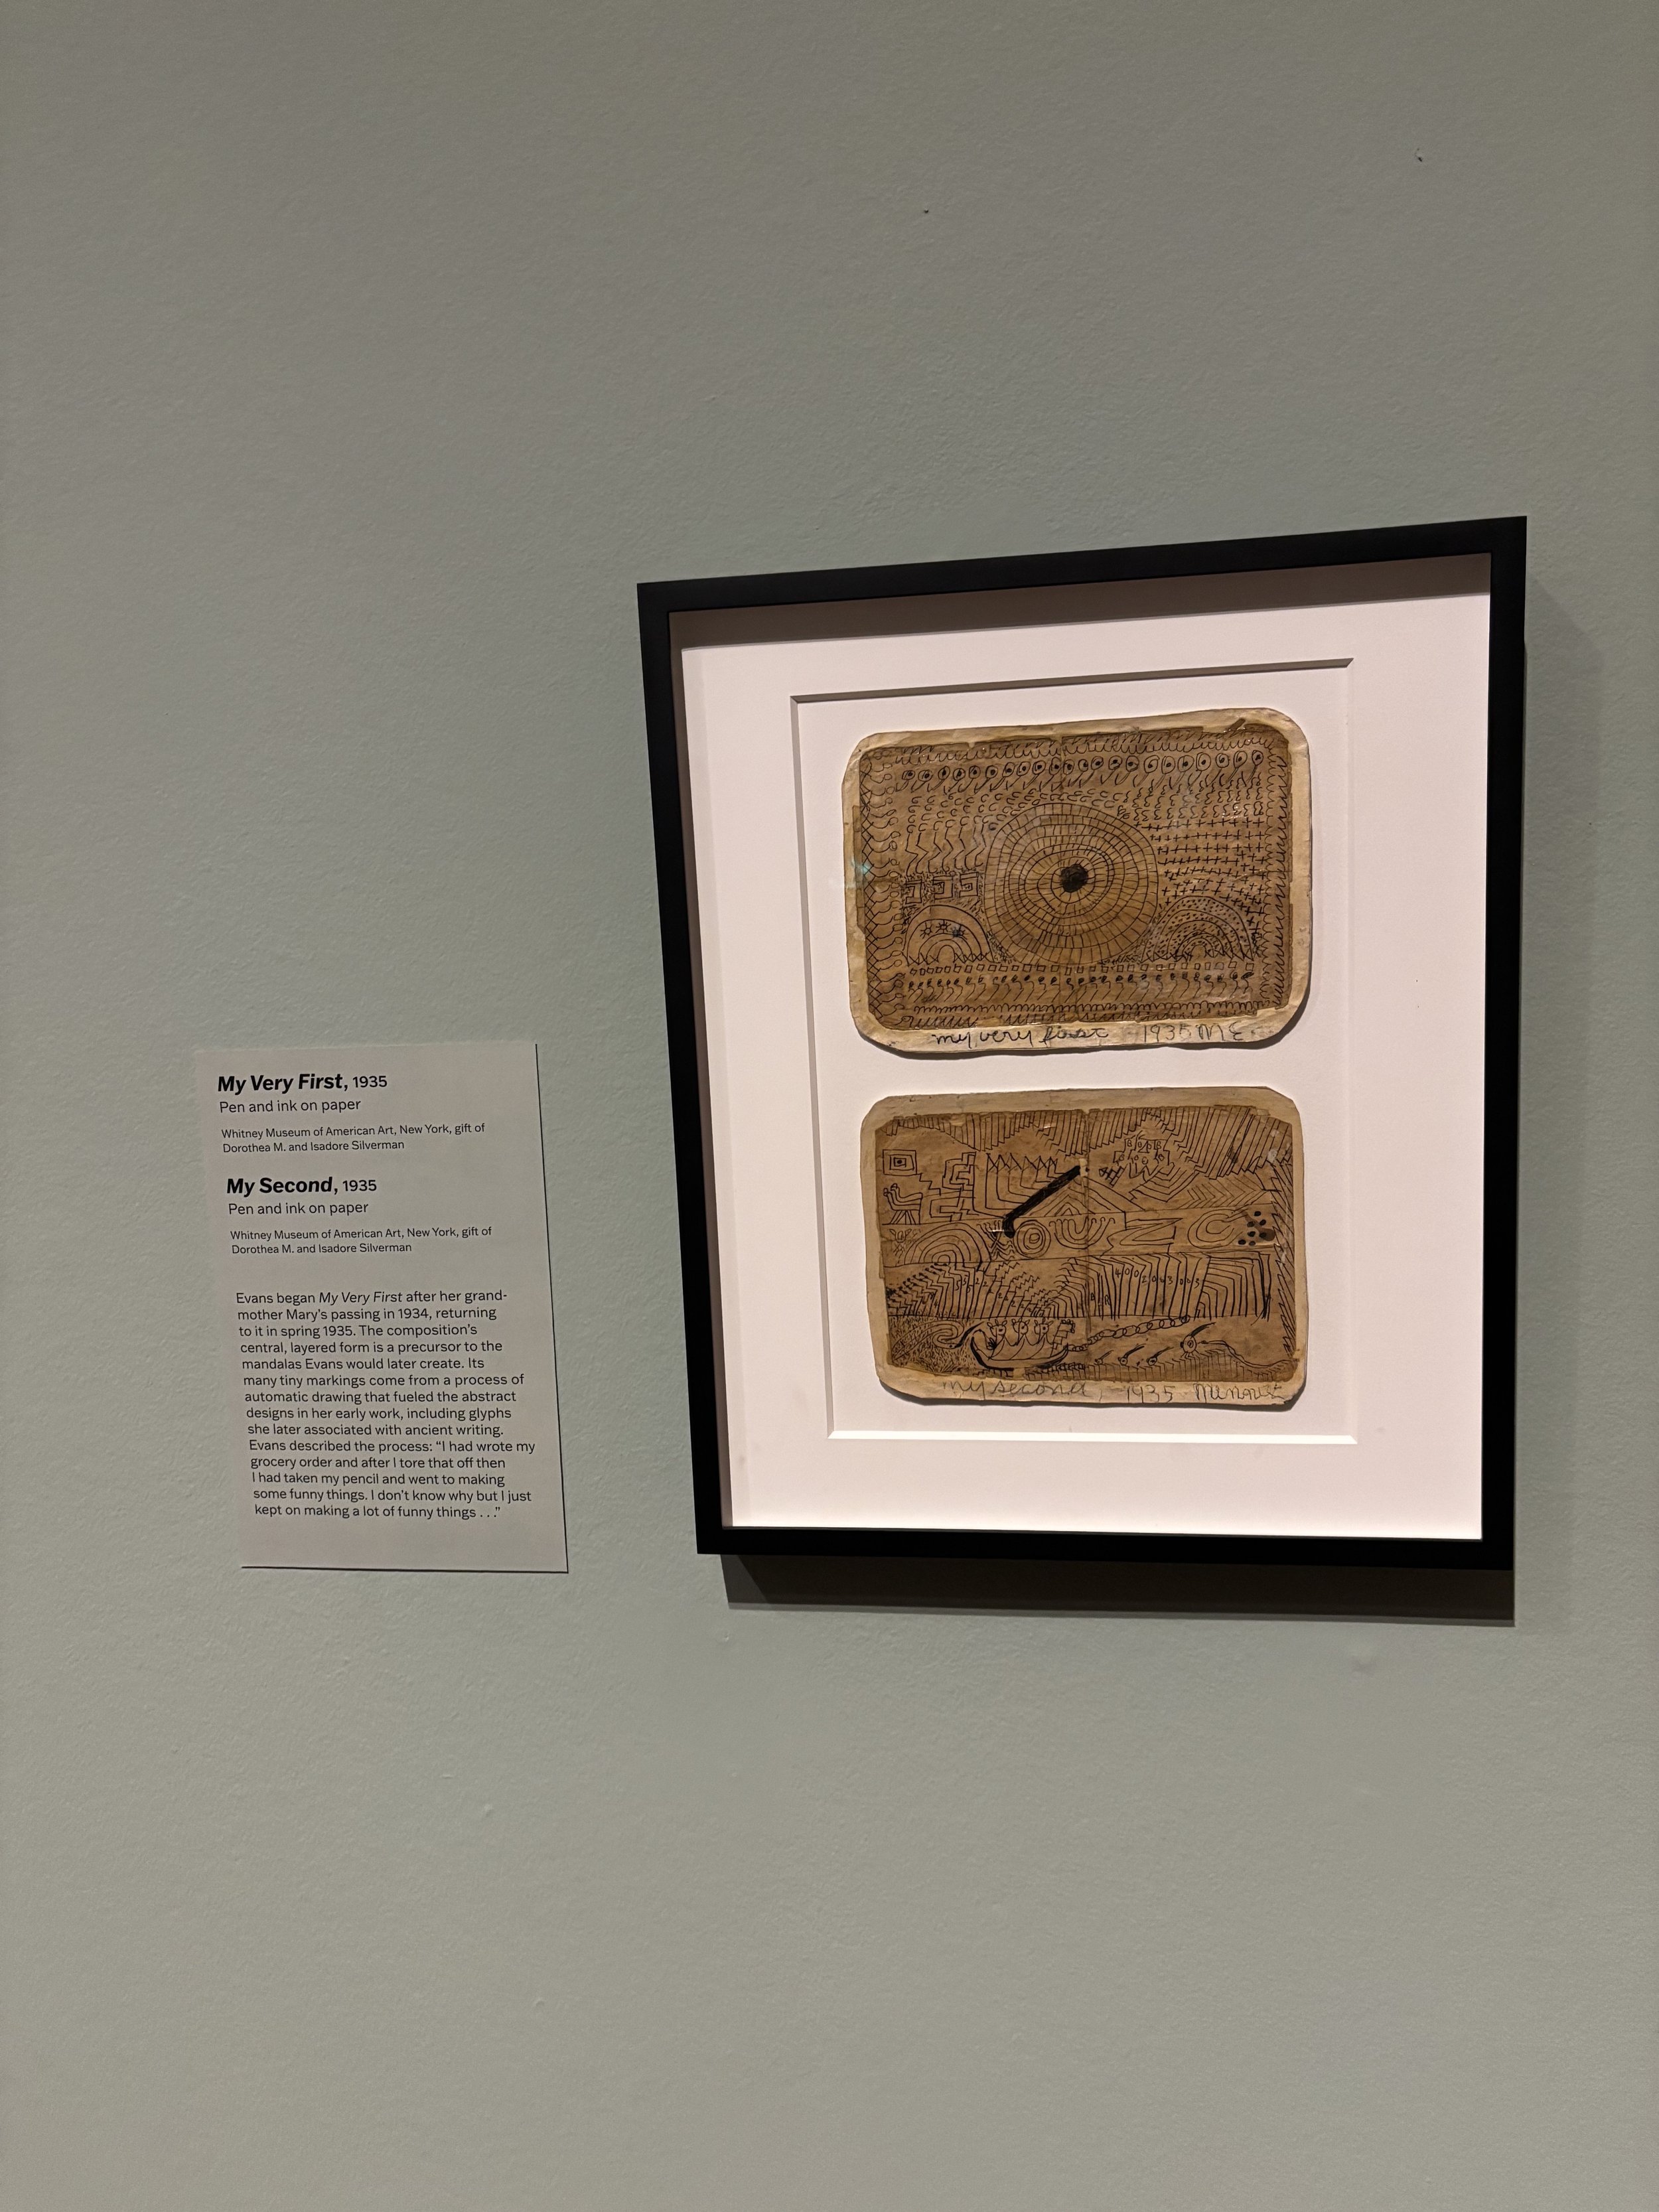 My Very First, 1935
Pen and ink on paper
Whitney Museum of American Art, New York, gift of
Dorothea M. and Isadore Silverman
My Second, 1935
Pen and ink on paper
Whitney Museum of American Art, New York, gift of
Dorothea M. and Isadore Silverman
Evans began My Very First after her grand-
mother Mary's passing in 1934, returning
to it in spring 1935. The composition's
central, layered form is a precursor to the
mandalas Evans would later create. Its
many tiny markings come from a process of
automatic drawing that fueled the abstract
designs in her early work, including glyphs
she later associated with ancient writing.
Evans described the process: “I had wrote my
grocery order and after I tore that off then
I had taken my pencil and went to making
some funny things. I don't know why but I just
kept on making a lot of funny things . . .”
my very first 1935 M E
my second, 1935